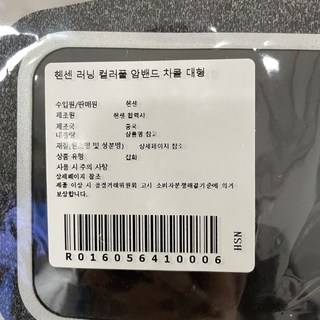 헨센 러닝 컬러풀 암밴드 차콜 대형
수입원/판매원 헨센
제조원 헨센 협력사
제조국 중국
내용량 상품명 참고
재질(원소명 및 성분명) 상세페이지 참조
상품 유형 잡화
사용 시 주의 사항
상세페이지 참조
제품 이상 시 공정거래위원회 고시 소비자분쟁해결기준에 의거
보상합니다.
R016056410006
NSH